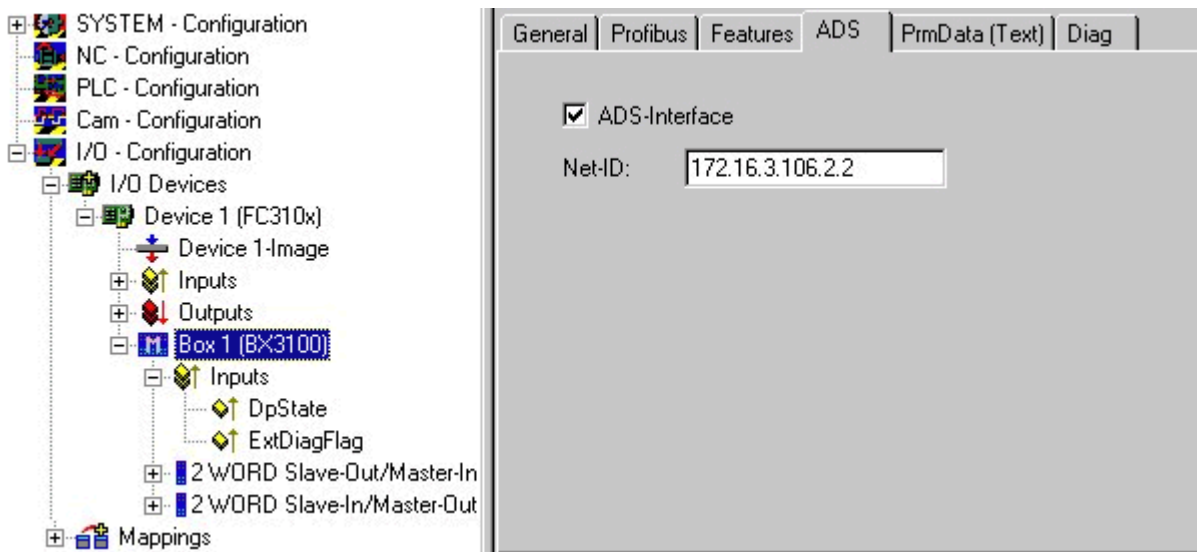 SYSTEM - Configuration
NC - Configuration
PLC - Configuration
Cam - Configuration
I/O - Configuration
I/O Devices
Device 1 (FC310x)
Device 1-Image
Inputs
Outputs
Box 1 (BX3100)
Inputs
DpState
ExtDiagFlag
2 WORD Slave-Out/Master-In
2 WORD Slave-In/Master-Out
Mappings
General Profibus Features ADS PrmData (Text) Diag
ADS-Interface
Net-ID: 172.16.3.106.2.2